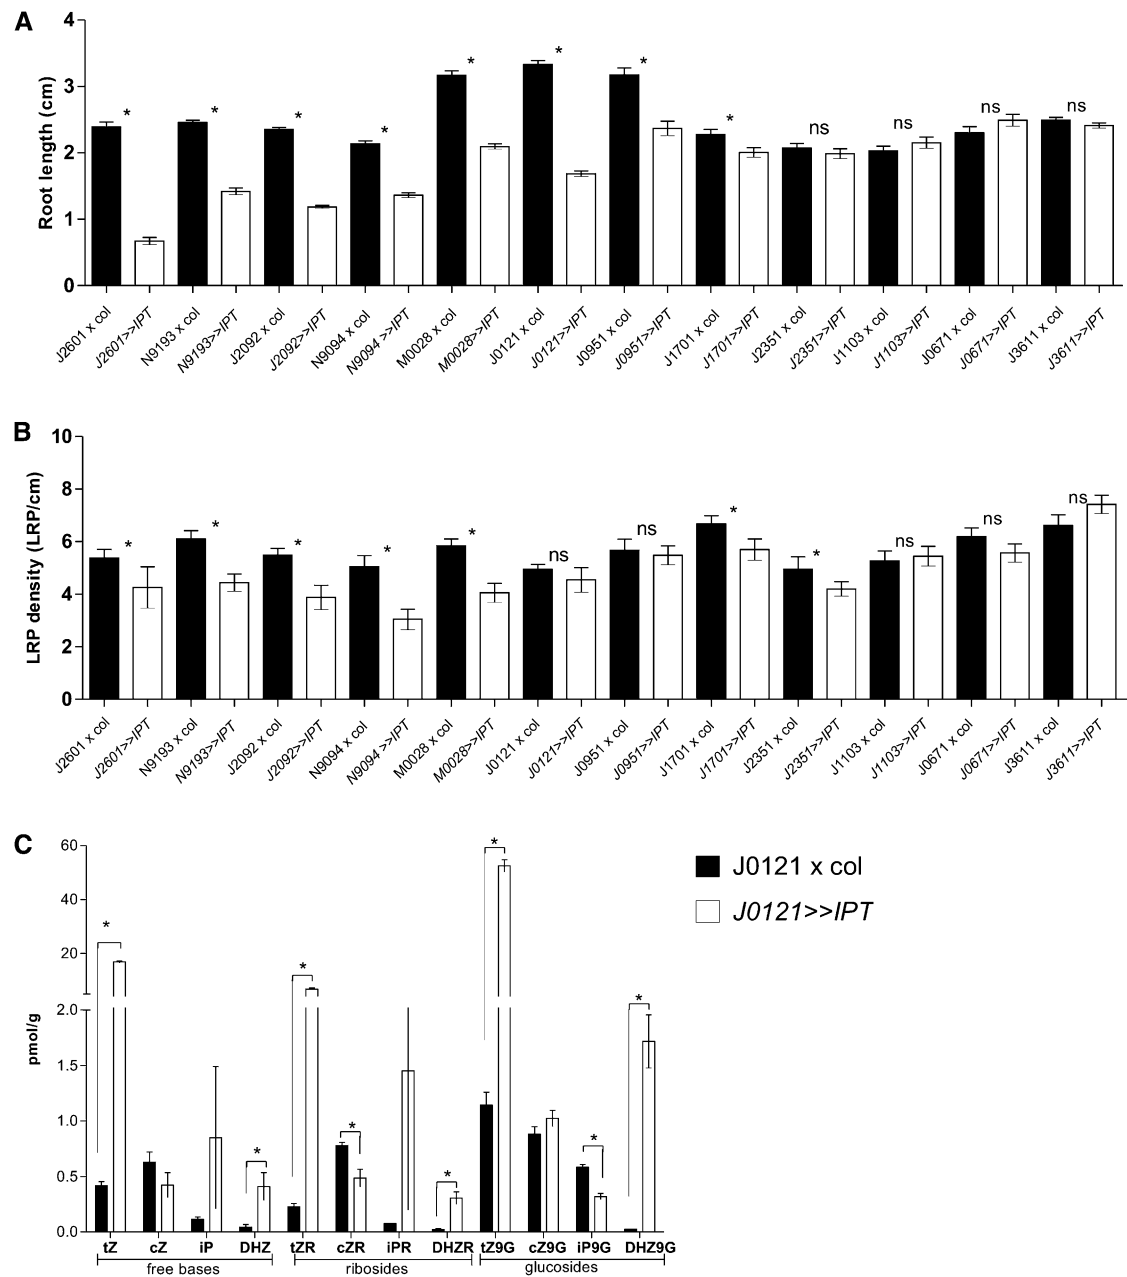 A
Root length (cm)
4
3
2
1
0
* * * * * * * * ns ns ns ns
J2601 x col J2601>>IPT N9193 x col N9193>>IPT J2092 x col J2092>>IPT N9094 x col N9094 >>IPT M0028 x col M0028>>IPT J0121 x col J0121>>IPT J0951 x col J0951>>IPT J1701 x col J1701>>IPT J2351 x col J2351>>IPT J1103 x col J1103>>IPT J0671 x col J0671>>IPT J3611 x col J3611>>IPT
B
LRP density (LRP/cm)
10
8
6
4
2
0
* * * * * ns ns * * ns ns ns
J2601 x col J2601>>IPT N9193 x col N9193>>IPT J2092 x col J2092>>IPT N9094 x col N9094 >>IPT M0028 x col M0028>>IPT J0121 x col J0121>>IPT J0951 x col J0951>>IPT J1701 x col J1701>>IPT J2351 x col J2351>>IPT J1103 x col J1103>>IPT J0671 x col J0671>>IPT J3611 x col J3611>>IPT
C
pmol/g
60
40
20
2.0
1.5
1.0
0.5
0.0
* * * * * * * *
tZ cZ iP DHZ tZR cZR iPR DHZR tZ9G cZ9G iP9G DHZ9G
free bases ribosides glucosides
J0121 x col
J0121>>IPT